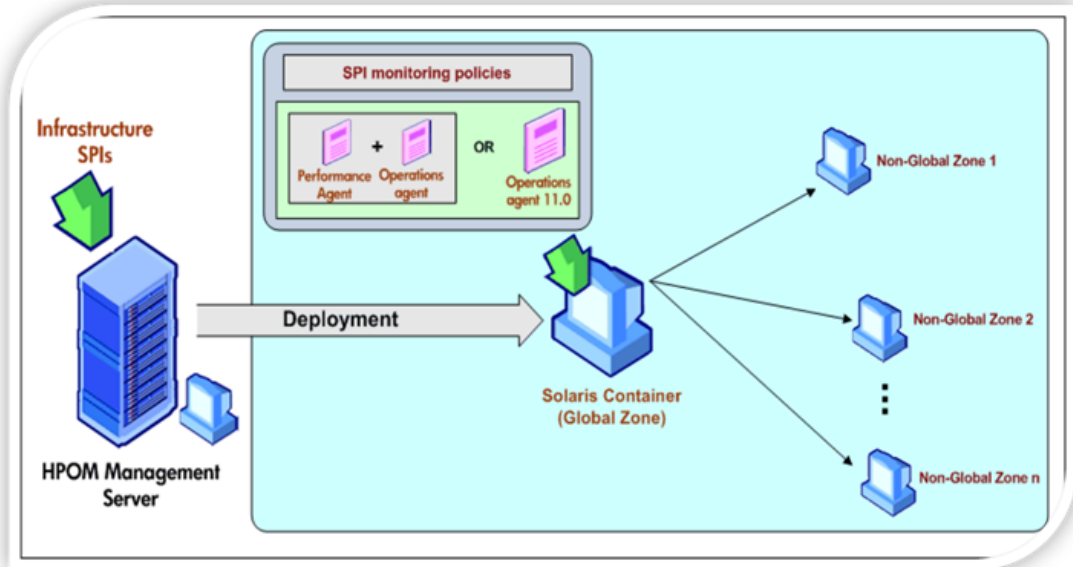 SPI monitoring policies
Infrastructure
SPIs
+
OR
Performance
Agent
Operations
agent
Operations
agent 11.0
Non-Global Zone 1
Deployment
Non-Global Zone 2
Solaris Container
(Global Zone)
HPOM Management
Server
Non-Global Zone n